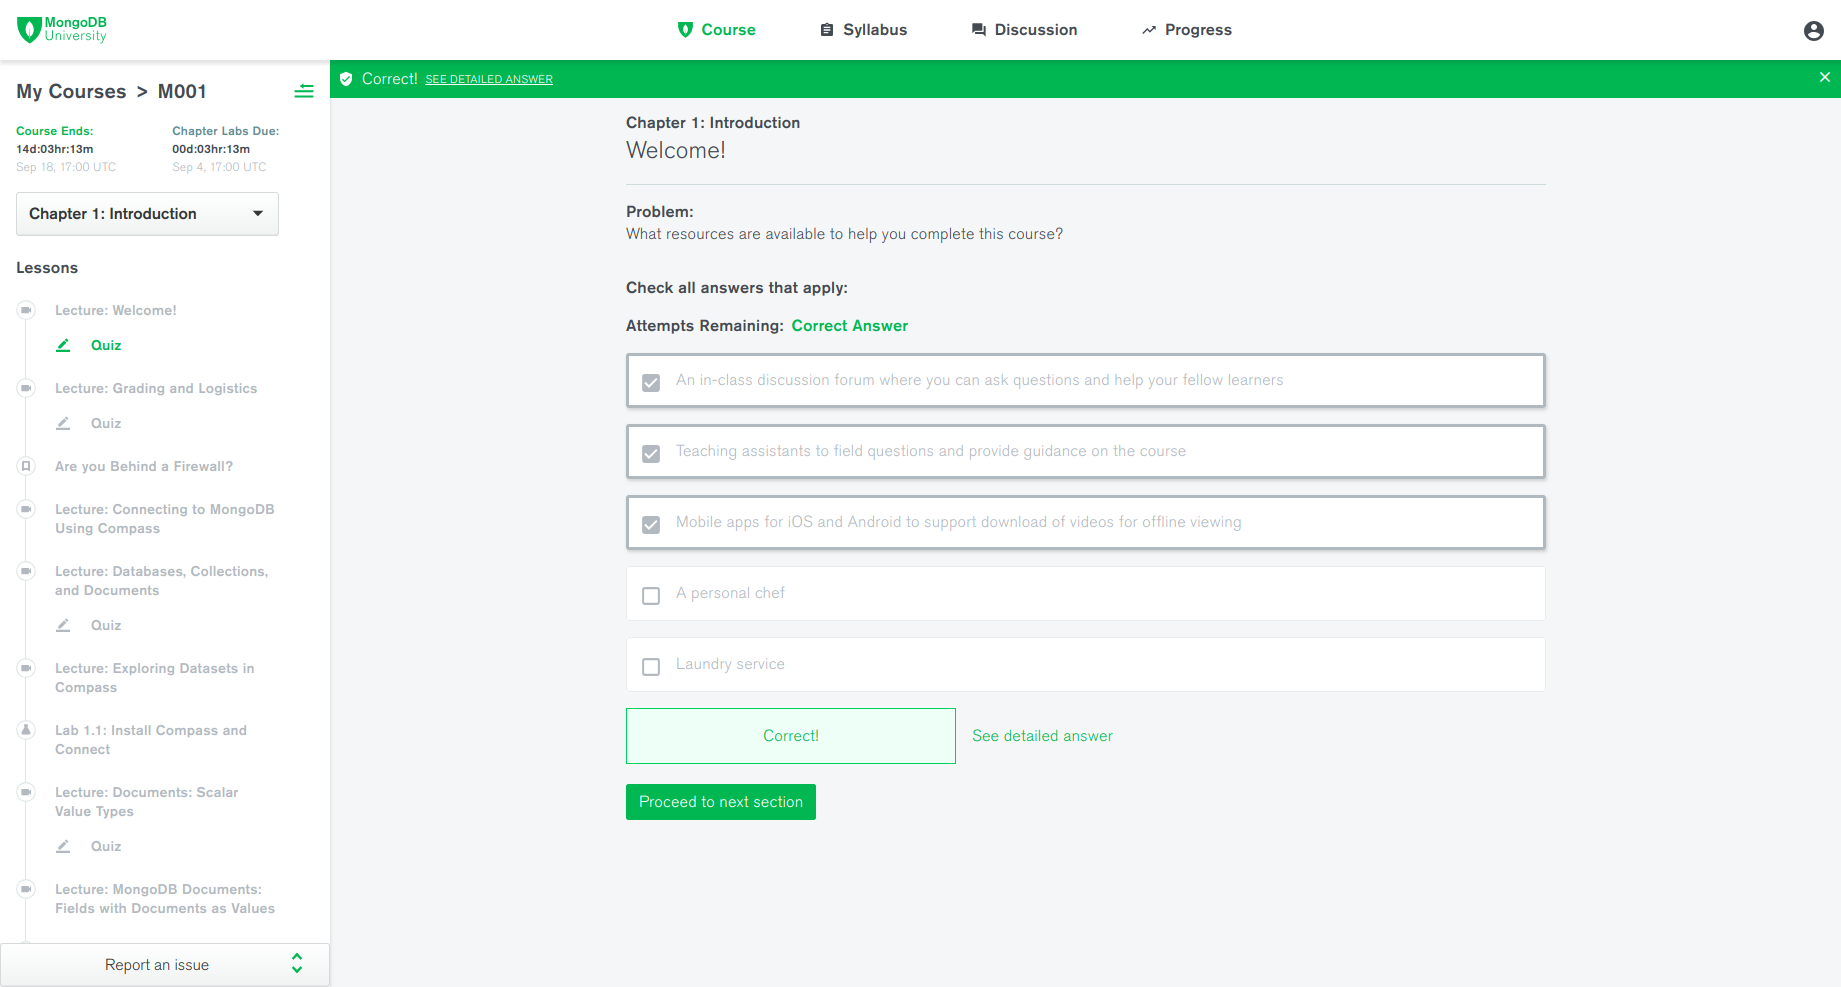 MongoDB
University
Course
Syllabus
Discussion
Progress
My Courses > M001
Course Ends:
14d:03hr:13m
Sep 18, 17:00 UTC
Chapter Labs Due:
00d:03hr:13m
Sep 4, 17:00 UTC
Chapter 1: Introduction
Lessons
Lecture: Welcome!
Quiz
Lecture: Grading and Logistics
Quiz
Are you Behind a Firewall?
Lecture: Connecting to MongoDB
Using Compass
Lecture: Databases, Collections,
and Documents
Quiz
Lecture: Exploring Datasets in
Compass
Lab 1.1: Install Compass and
Connect
Lecture: Documents: Scalar
Value Types
Quiz
Lecture: MongoDB Documents:
Fields with Documents as Values
Report an issue
Correct! SEE DETAILED ANSWER
Chapter 1: Introduction
Welcome!
Problem:
What resources are available to help you complete this course?
Check all answers that apply:
Attempts Remaining: Correct Answer
An in-class discussion forum where you can ask questions and help your fellow learners
Teaching assistants to field questions and provide guidance on the course
Mobile apps for iOS and Android to support download of videos for offline viewing
A personal chef
Laundry service
Correct!
See detailed answer
Proceed to next section